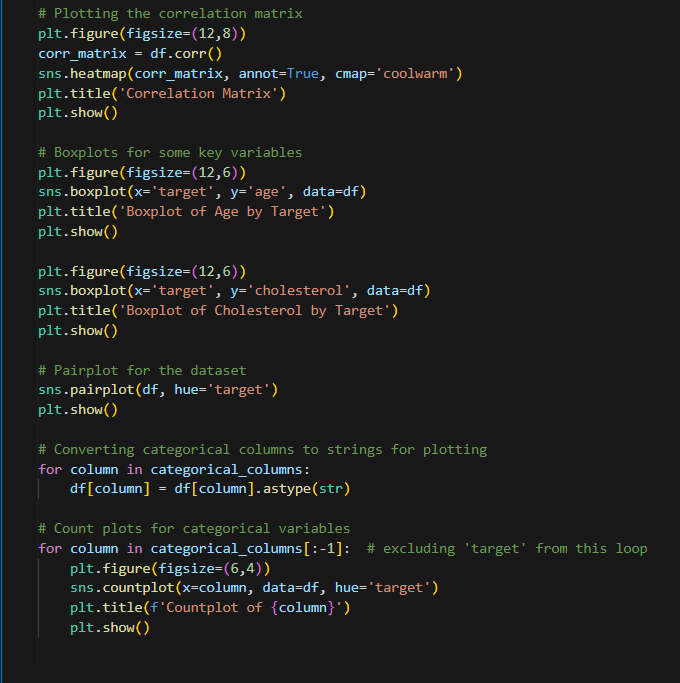 # Plotting the correlation matrix
plt.figure(figsize=(12,8))
corr_matrix = df.corr()
sns.heatmap(corr_matrix, annot=True, cmap='coolwarm')
plt.title('Correlation Matrix')
plt.show()

# Boxplots for some key variables
plt.figure(figsize=(12,6))
sns.boxplot(x='target', y='age', data=df)
plt.title('Boxplot of Age by Target')
plt.show()

plt.figure(figsize=(12,6))
sns.boxplot(x='target', y='cholesterol', data=df)
plt.title('Boxplot of Cholesterol by Target')
plt.show()

# Pairplot for the dataset
sns.pairplot(df, hue='target')
plt.show()

# Converting categorical columns to strings for plotting
for column in categorical_columns:
    df[column] = df[column].astype(str)

# Count plots for categorical variables
for column in categorical_columns[:-1]:  # excluding 'target' from this loop
    plt.figure(figsize=(6,4))
    sns.countplot(x=column, data=df, hue='target')
    plt.title(f'Countplot of {column}')
    plt.show()